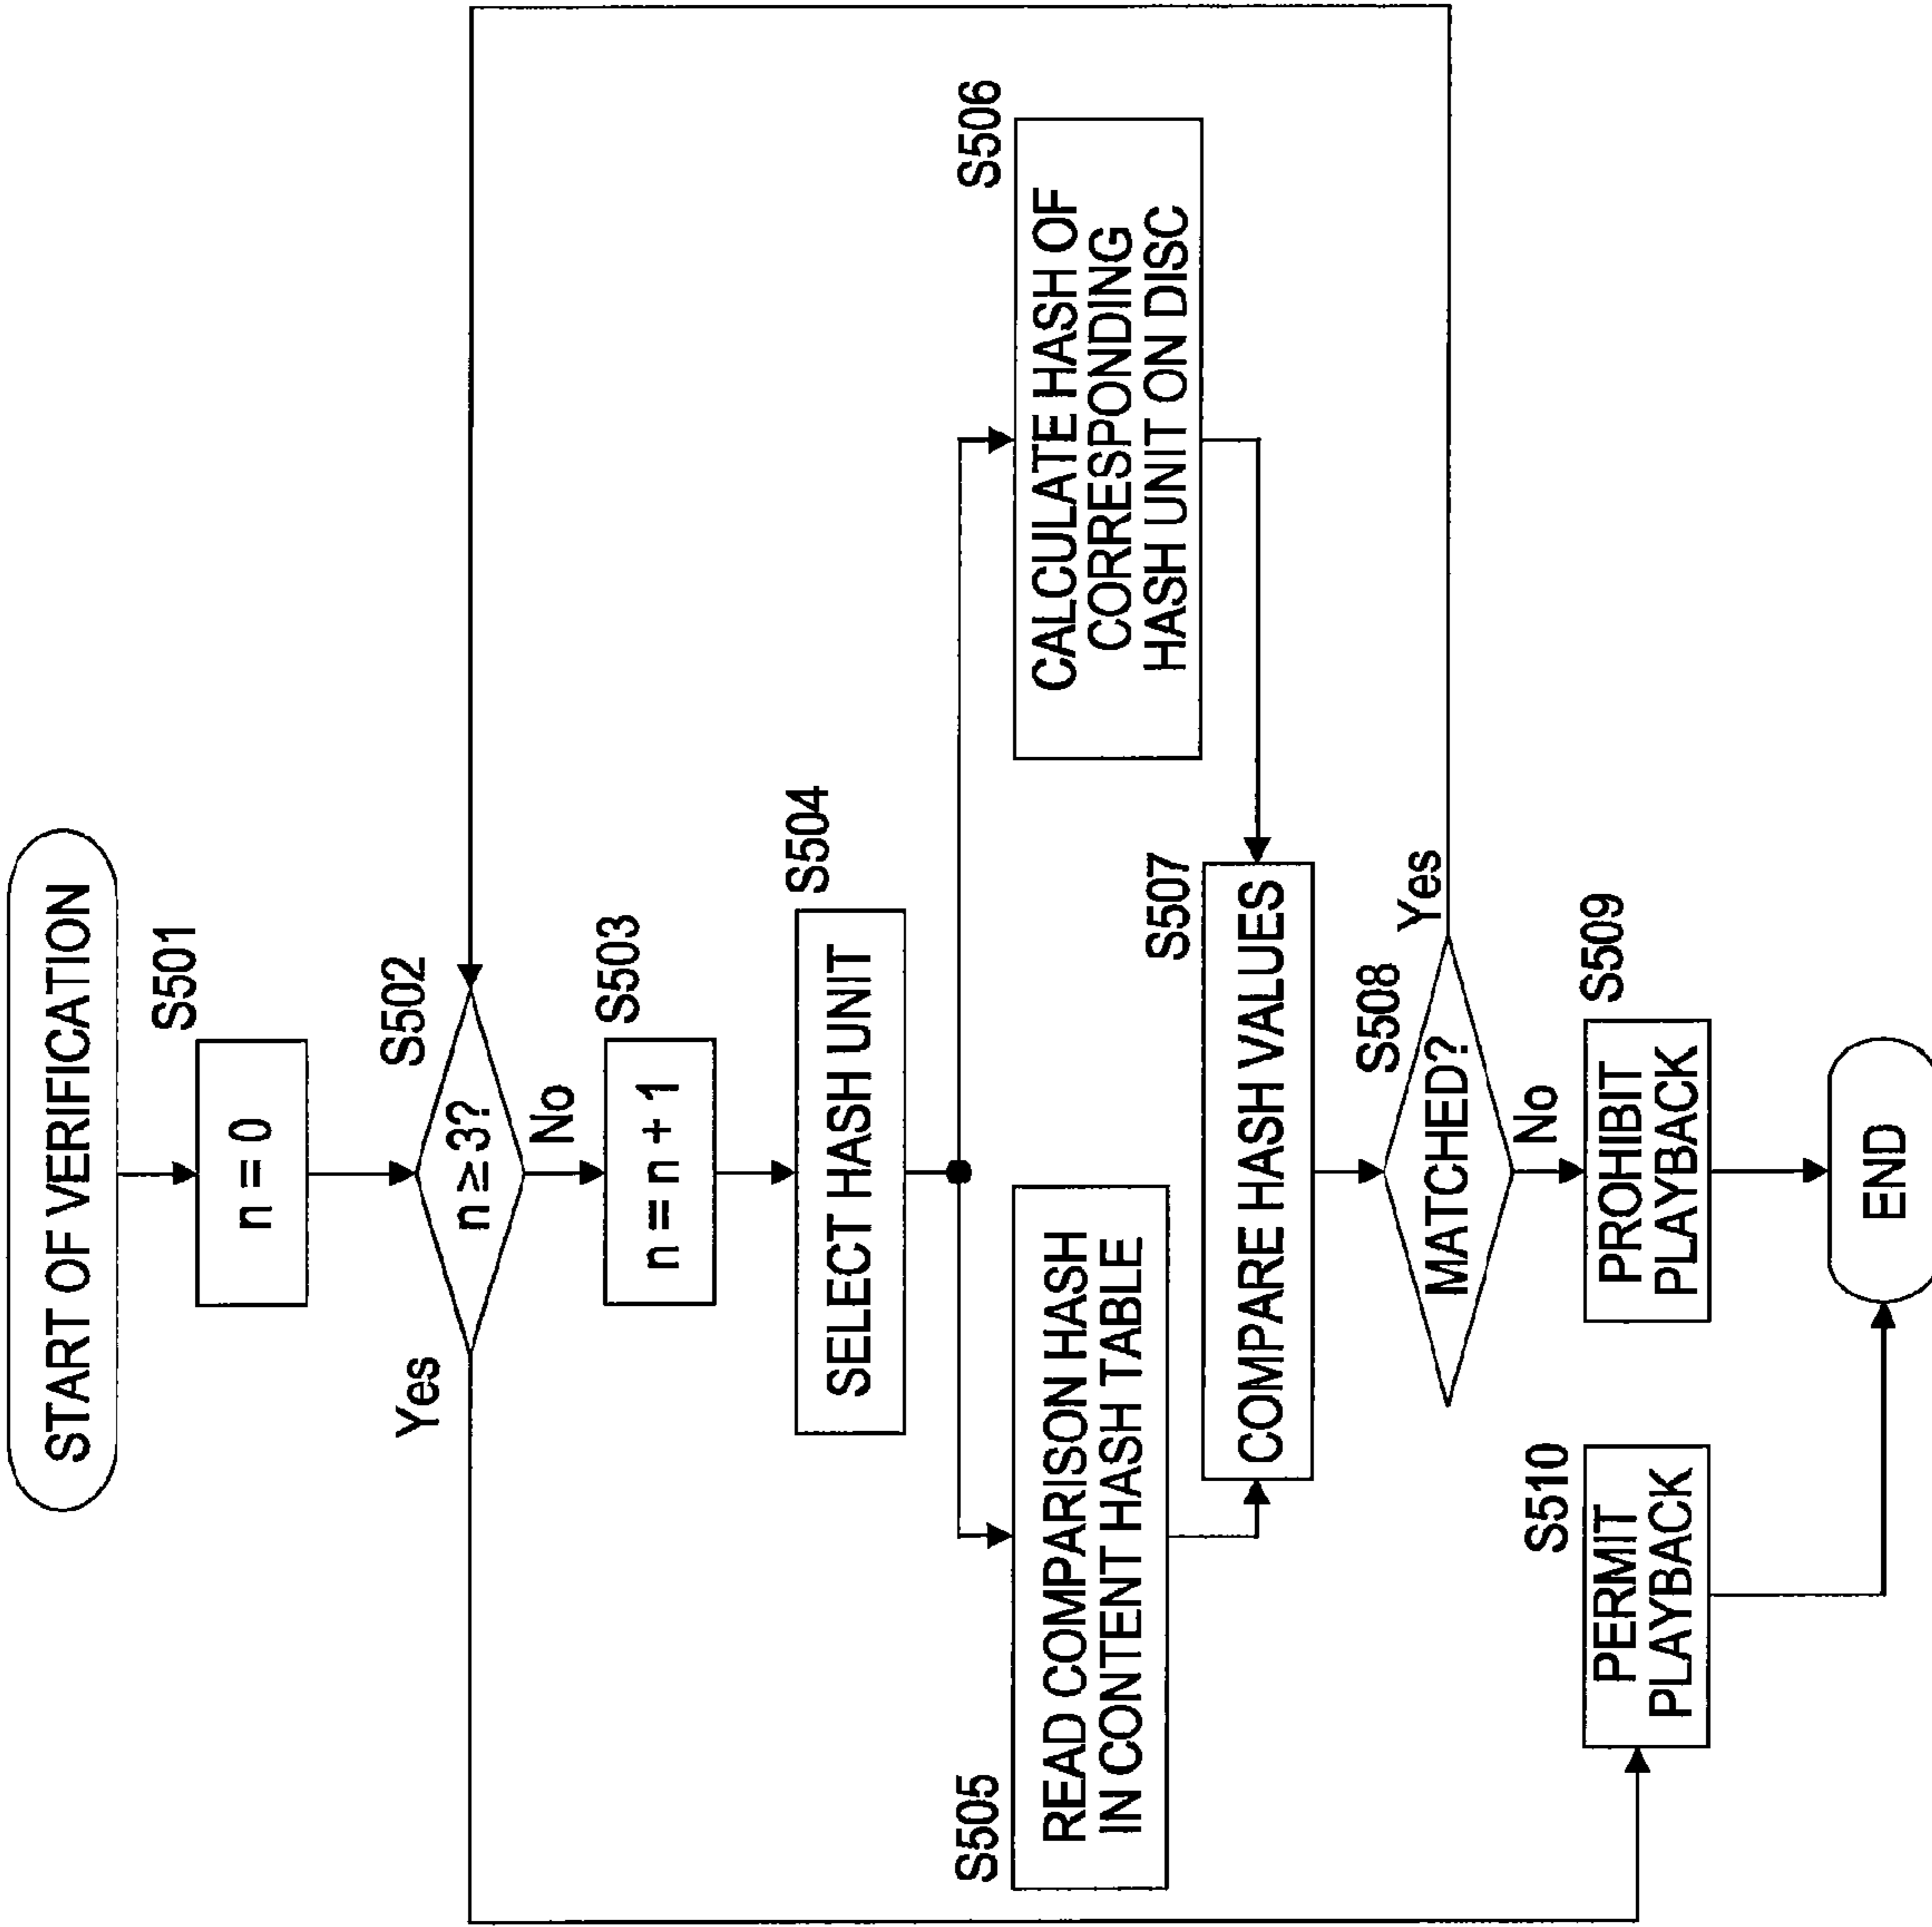 START OF VERIFICATION
S501
n = 0
S502
n ≥ 3?
Yes
No
S503
n = n + 1
S504
SELECT HASH UNIT
S505
READ COMPARISON HASH
IN CONTENT HASH TABLE
S506
CALCULATE HASH OF
CORRESPONDING
HASH UNIT ON DISC
S507
COMPARE HASH VALUES
S508
MATCHED?
Yes
No
S510
PERMIT
PLAYBACK
S509
PROHIBIT
PLAYBACK
END